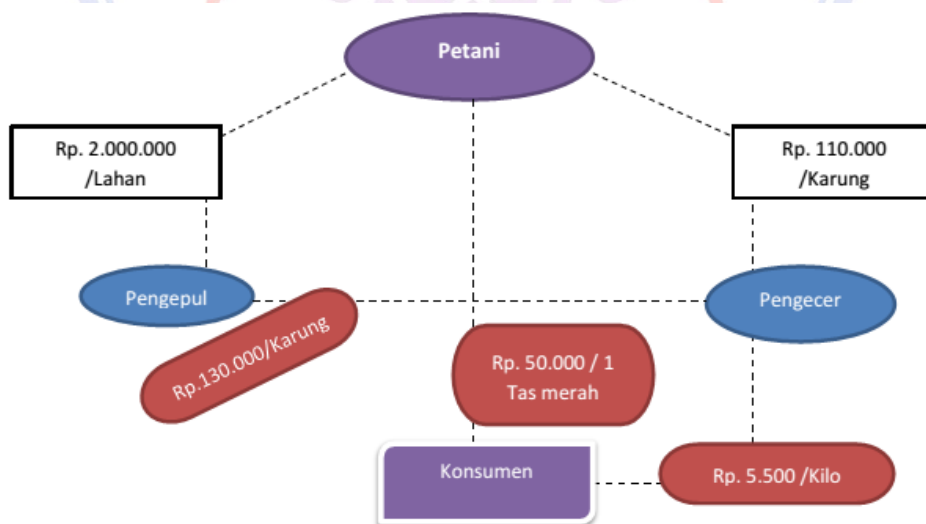 Petani
Rp. 2.000.000
/Lahan
Rp. 110.000
/Karung
Pengepul
Pengecer
Rp.130.000/Karung
Rp. 50.000 / 1
Tas merah
Konsumen
Rp. 5.500 /Kilo